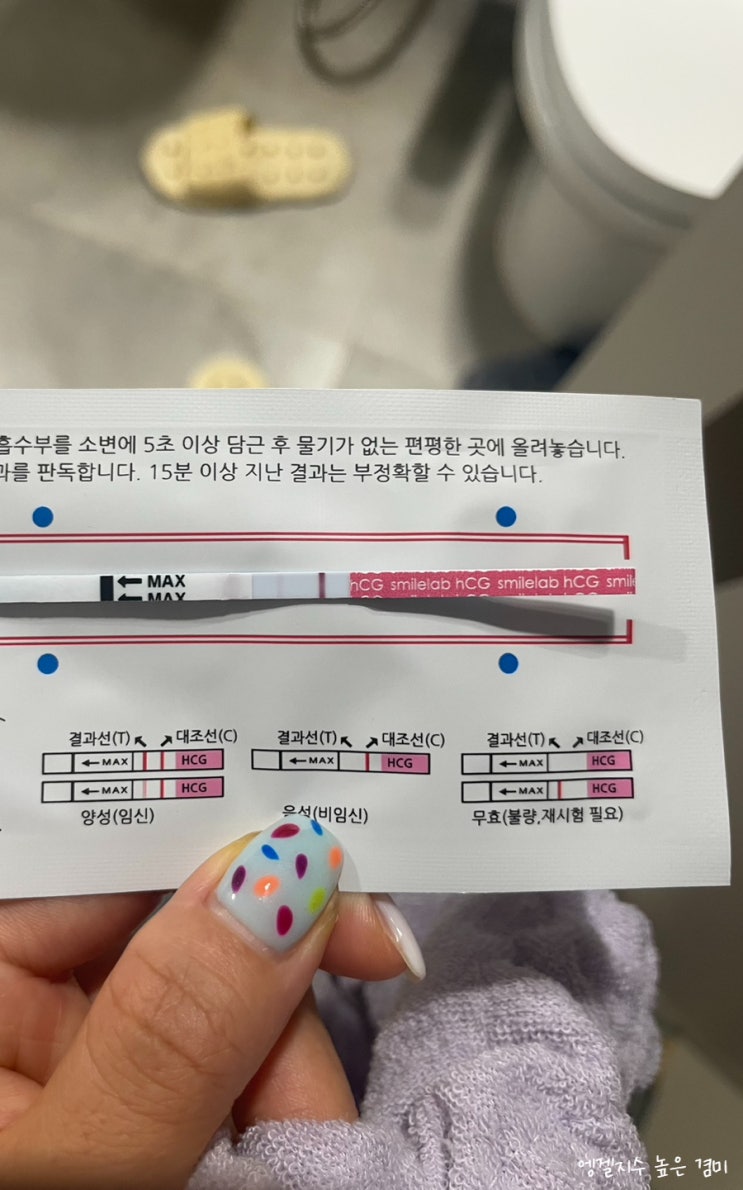 흡수부를 소변에 5초 이상 담근 후 물기가 없는 편평한 곳에 올려놓습니다.
과를 판독합니다. 15분 이상 지난 결과는 부정확할 수 있습니다.
MAX hCG smilelab hCG smilelab hCG smile
MAX
결과선(T) 대조선(C) 결과선(T) 대조선(C) 결과선(T) 대조선(C)
MAX HCG MAX HCG MAX HCG
MAX HCG MAX HCG
양성(임신) 음성(비임신) 무효(불량,재시험 필요)
엥겔지수 높은 겸미